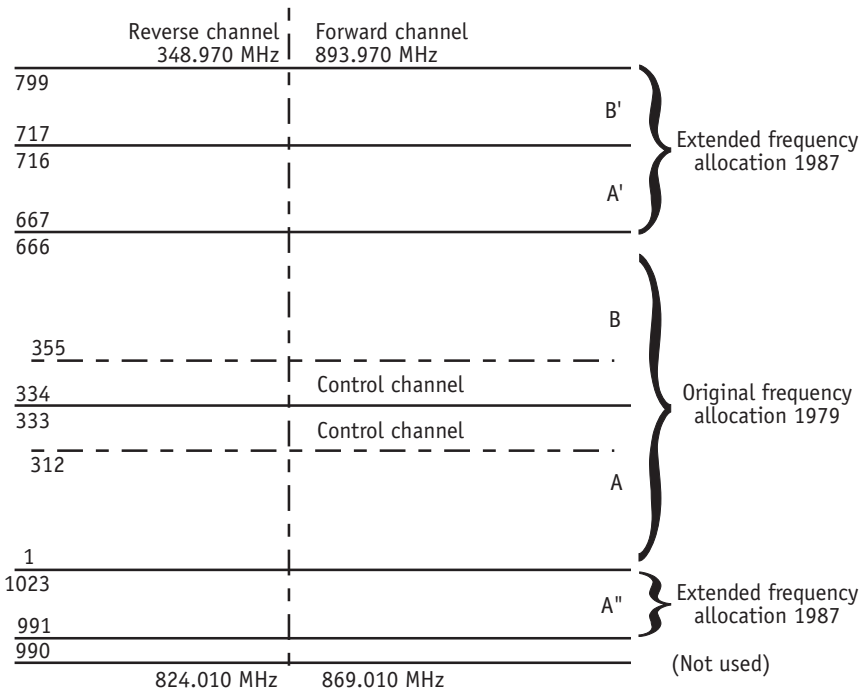 Reverse channel
348.970 MHz
Forward channel
893.970 MHz
799
B'
717
716
Extended frequency
allocation 1987
A'
667
666
B
355
Control channel
334
333
Control channel
312
Original frequency
allocation 1979
A
1
1023
A"
Extended frequency
allocation 1987
991
990
(Not used)
824.010 MHz
869.010 MHz